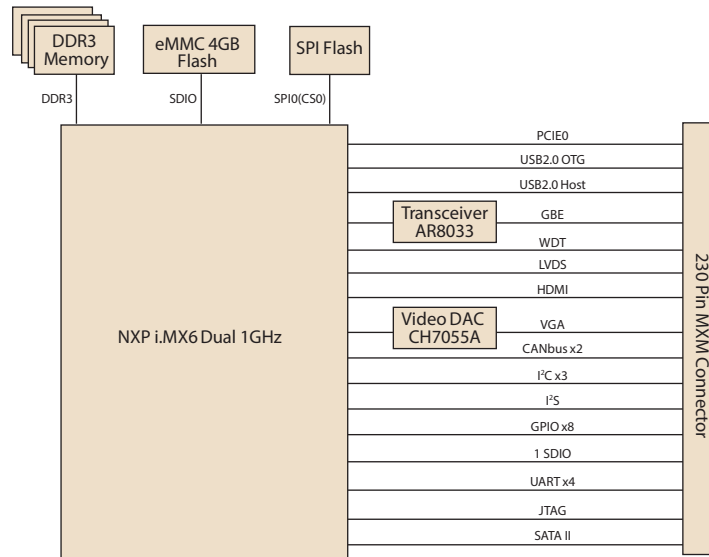 DDR3
Memory
eMMC 4GB
Flash
SPI Flash
DDR3
SDIO
SPI0(CS0)
NXP i.MX6 Dual 1GHz
PCIE0
USB2.0 OTG
USB2.0 Host
Transceiver
AR8033
GBE
WDT
LVDS
HDMI
Video DAC
CH7055A
VGA
CANbus x2
I²C x3
I²S
GPIO x8
1 SDIO
UART x4
JTAG
SATA II
230 Pin MXM Connector